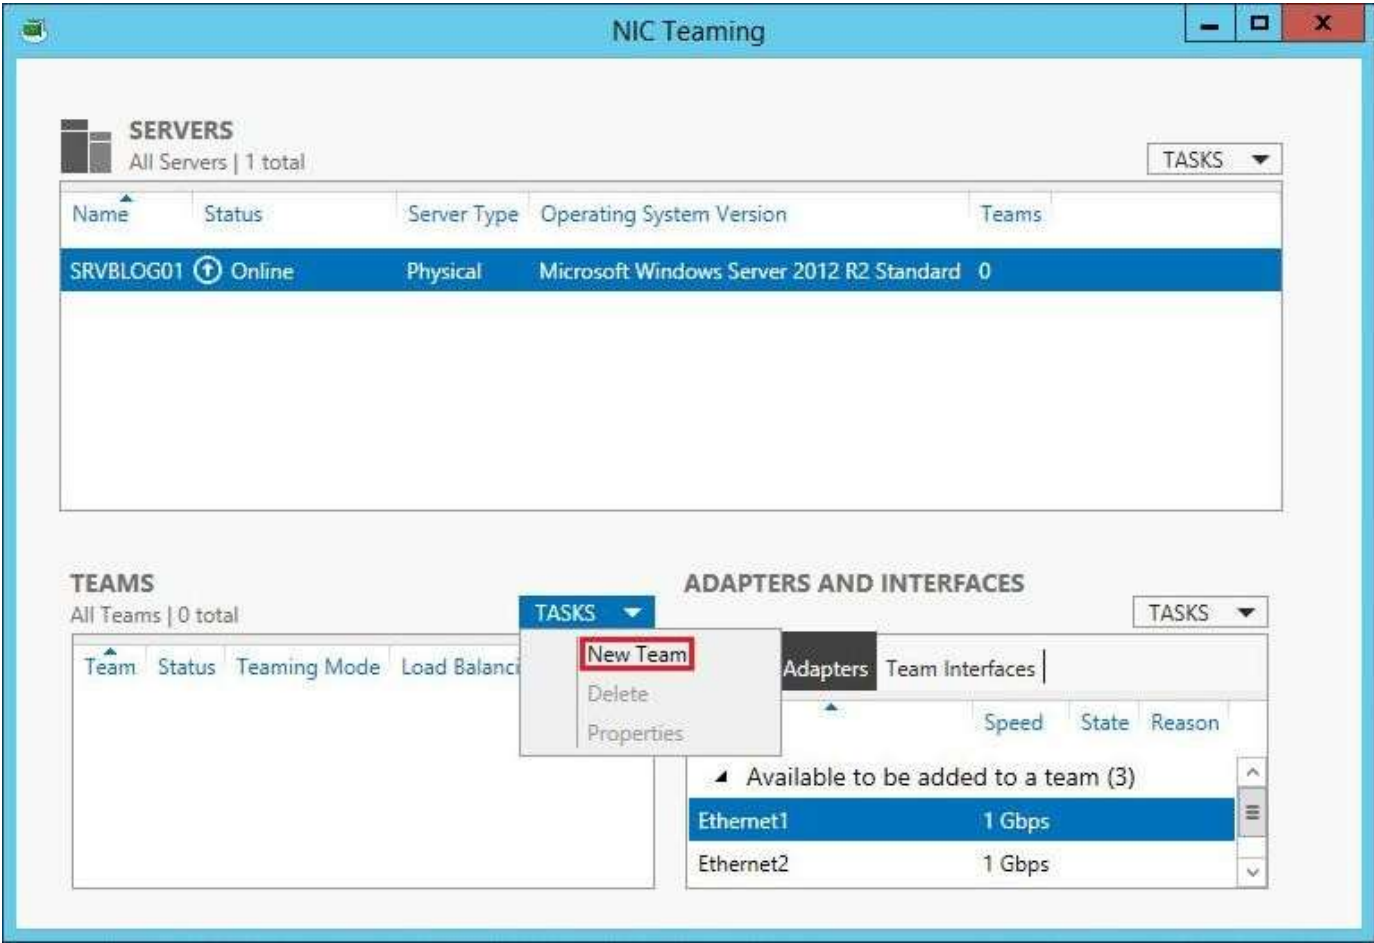 NIC Teaming
SERVERS
All Servers | 1 total
TASKS
Name Status Server Type Operating System Version Teams
SRVBLOG01 Online Physical Microsoft Windows Server 2012 R2 Standard 0
TEAMS
All Teams | 0 total
TASKS
Team Status Teaming Mode Load Balanci
New Team
Delete
Properties
ADAPTERS AND INTERFACES
TASKS
Adapters Team Interfaces
Speed State Reason
Available to be added to a team (3)
Ethernet1 1 Gbps
Ethernet2 1 Gbps